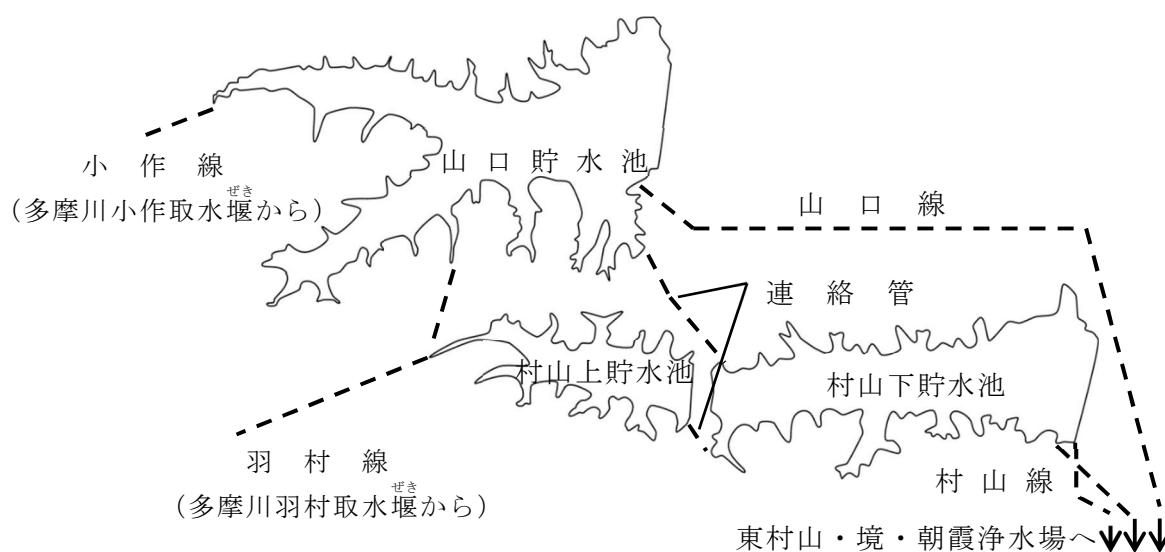 山口貯水池
小作線
(多摩川小作取水堰から)
ぜき
山口線
連絡管
村山上貯水池
村山下貯水池
羽村線
(多摩川羽村取水堰から)
ぜき
村山線
東村山・境・朝霞浄水場へ